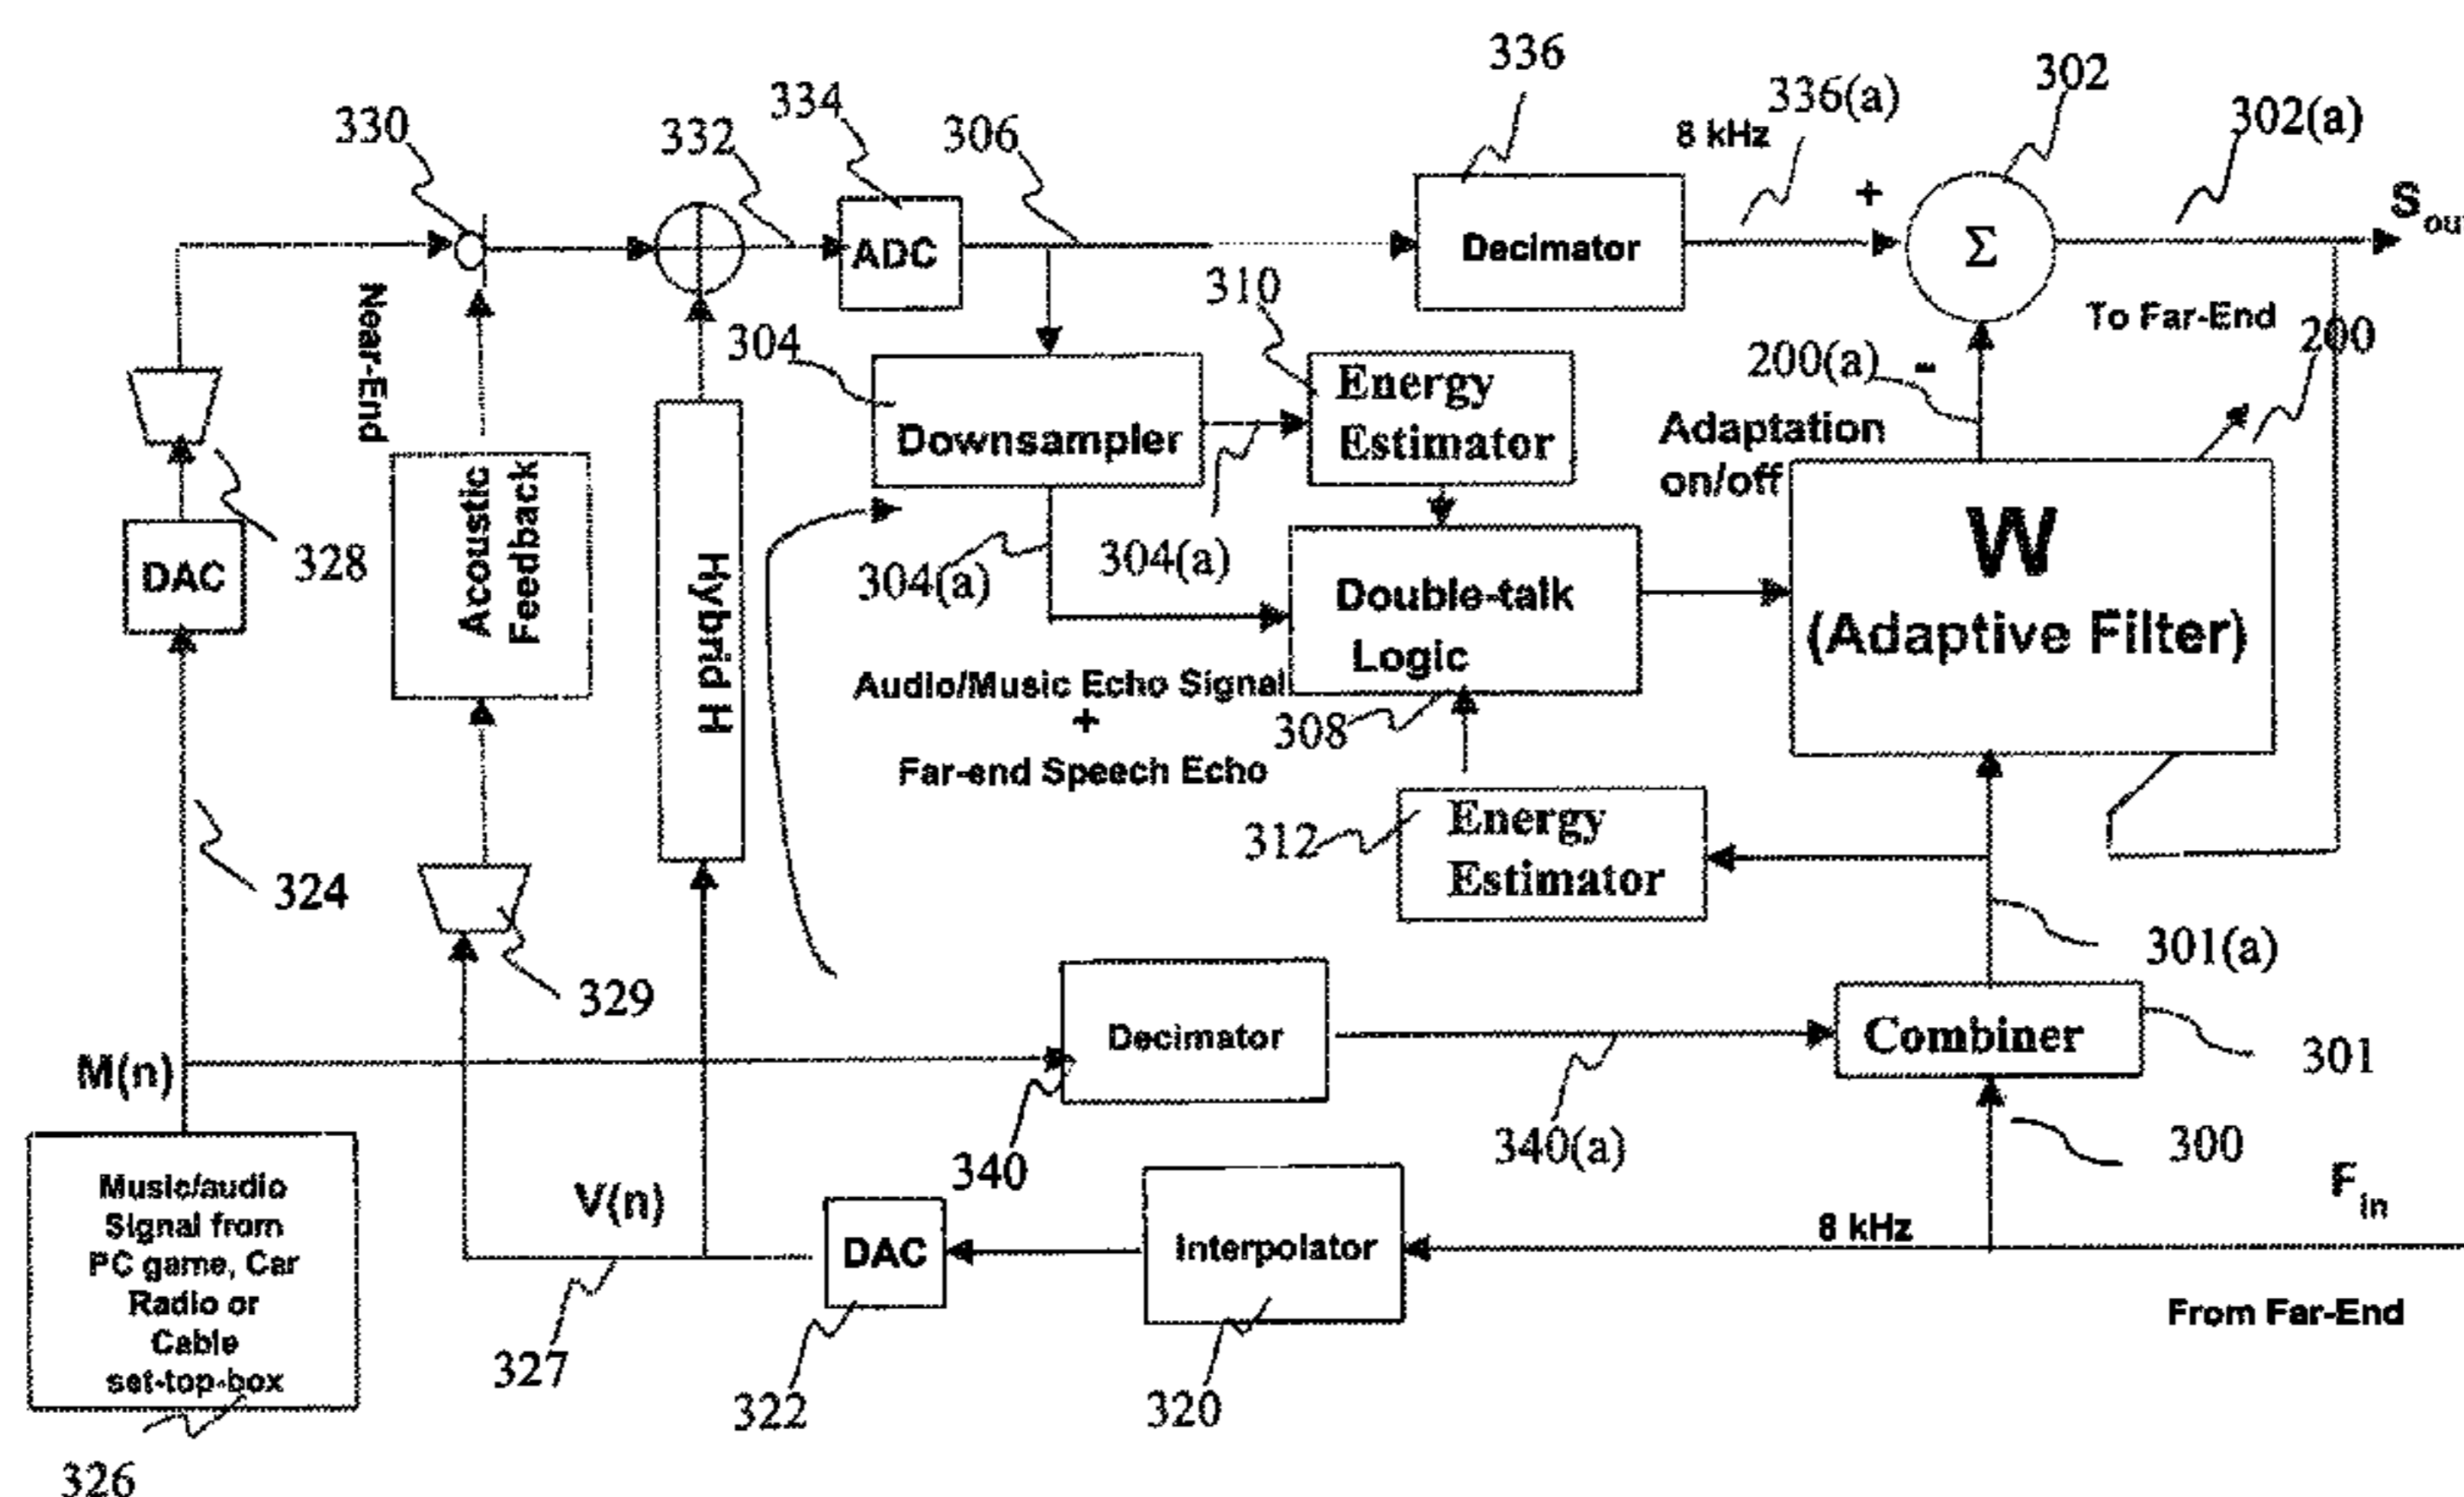 336
302
334
336(a)
302(a)
330
332
306
8 kHz
+
S
ADC
Decimator
Σ
310
To Far-End
200
Near-End
304
200(a)
-
Energy
Estimator
Downsampler
Adaptation
on/off
Acoustic
Feedback
W
(Adaptive Filter)
DAC
328
Hybrid H
304(a)
304(a)
Double-talk
Logic
Audio/Music Echo Signal
+
Far-end Speech Echo
308
312
Energy
Estimator
324
301(a)
329
Decimator
Combiner
301
M(n)
340
340(a)
300
F
in
Music/audio
Signal from
PC game, Car
Radio or
Cable
set-top-box
V(n)
DAC
Interpolator
8 kHz
From Far-End
327
322
320
326